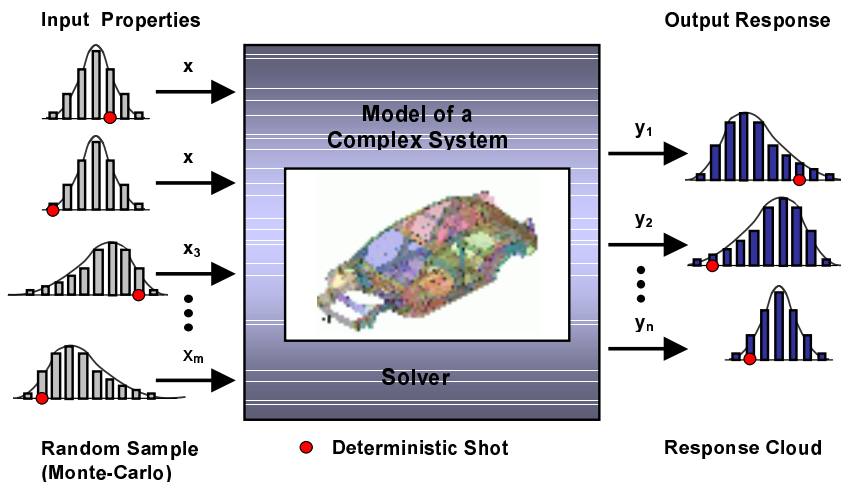 Input Properties
Output Response
x
x
x3
xm
Model of a
Complex System
Solver
y1
y2
yn
Random Sample
(Monte-Carlo)
Deterministic Shot
Response Cloud